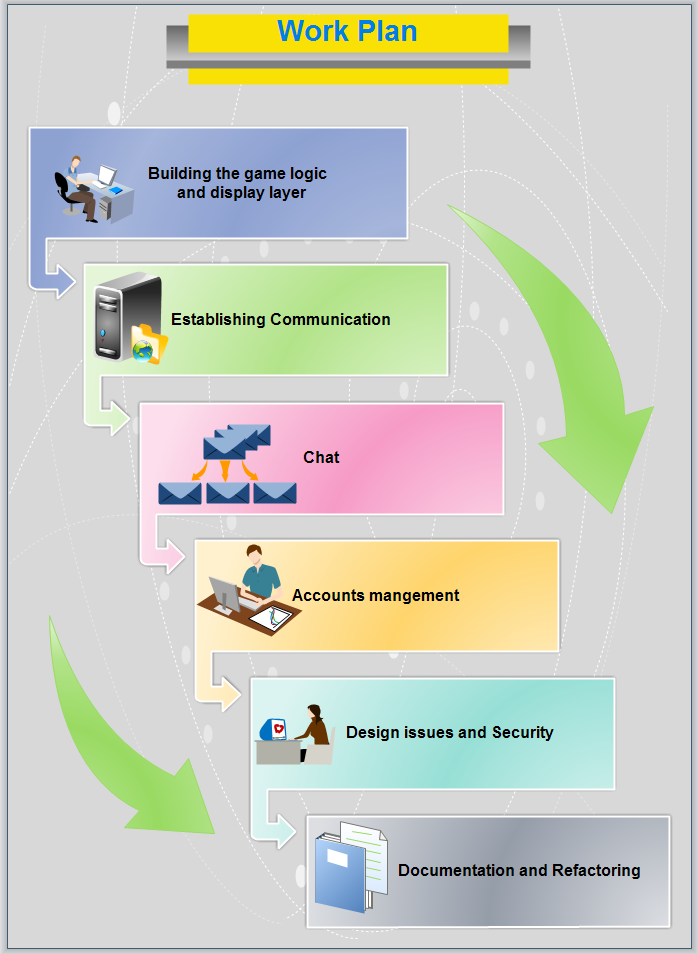 Work Plan
Building the game logic
and display layer
Establishing Communication
Chat
Accounts mangement
Design issues and Security
Documentation and Refactoring